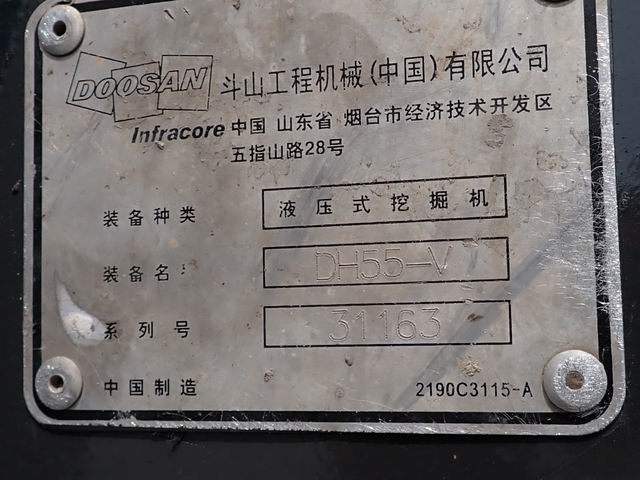 DOOSAN 斗山工程机械(中国)有限公司
Infracore 中国 山东省 烟台市经济技术开发区
五指山路28号
装备种类 液压式挖掘机
装备名: DH55-V
系列号 31163
中国制造 2190C3115-A